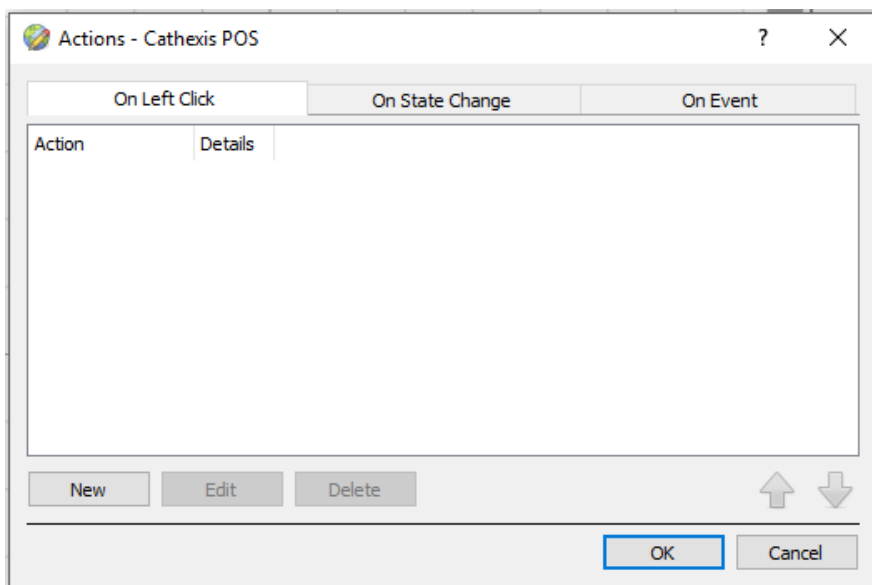 Actions - Cathexis POS ?
On Left Click On State Change On Event
Action Details
New Edit Delete
OK Cancel